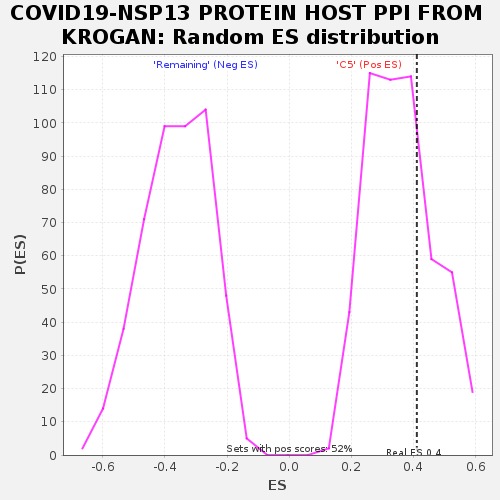 COVID19-NSP13 PROTEIN HOST PPI FROM
KROGAN: Random ES distribution
'Remaining' (Neg ES)
'C5' (Pos ES)
120
110
100
90
80
70
60
50
40
30
20
10
0
P(ES)
Sets with pos scores: 52%
Real ES 0.4
-0.6
-0.4
-0.2
0.0
0.2
0.4
0.6
ES